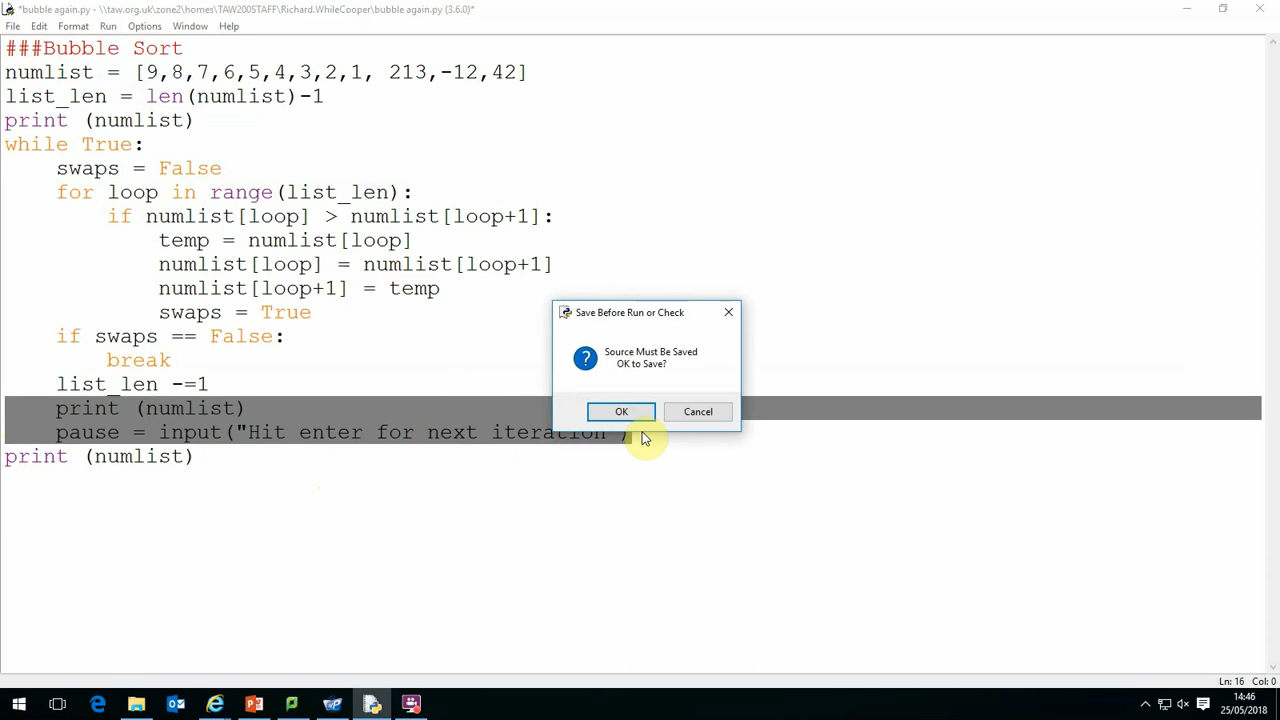 *bubble again.py - \\taw.org.uk\zone2\homes\TAW200STAFF\Richard.WhileCooper\bubble again.py (3.6.0)*
File Edit Format Run Options Window Help
###Bubble Sort
numlist = [9,8,7,6,5,4,3,2,1, 213,-12,42]
list_len = len(numlist)-1
print (numlist)
while True:
    swaps = False
    for loop in range(list_len):
        if numlist[loop] > numlist[loop+1]:
            temp = numlist[loop]
            numlist[loop] = numlist[loop+1]
            numlist[loop+1] = temp
            swaps = True
    if swaps == False:
        break
    list_len -=1
    print (numlist)
    pause = input("Hit enter for next iteration")
print (numlist)
Save Before Run or Check
Source Must Be Saved
OK to Save?
OK Cancel
Ln: 16 Col: 0
14:46
25/05/2018